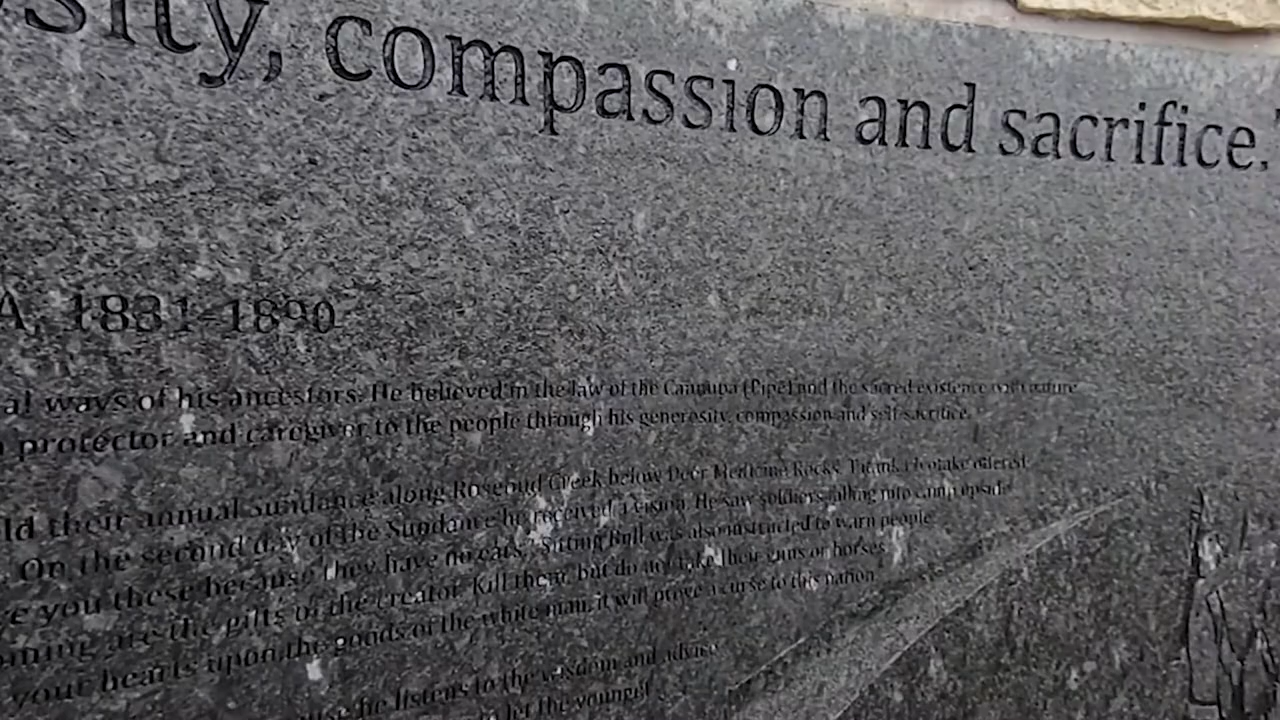 sity, compassion and sacrifice."
A, 1831-1890
al ways of his ancestors. He believed in the law of the Cannupa (Pipe) and the sacred existence with nature
protector and caregiver to the people through his generosity, compassion and self-sacrifice.
ld their annual sundance along Rosebud Creek below Deer Medicine Rocks. Tatanka Iyotake offered
On the second day of the Sundance he received a vision. He saw soldiers falling into camp upside
e you these because they have no ears." Sitting Bull was also instructed to warn people
are the gifts of the Creator. Kill them, but do not take their guns or horses
your hearts upon the goods of the white man, it will prove a curse to this nation."
he listens to the wisdom and advice
to let the youngest